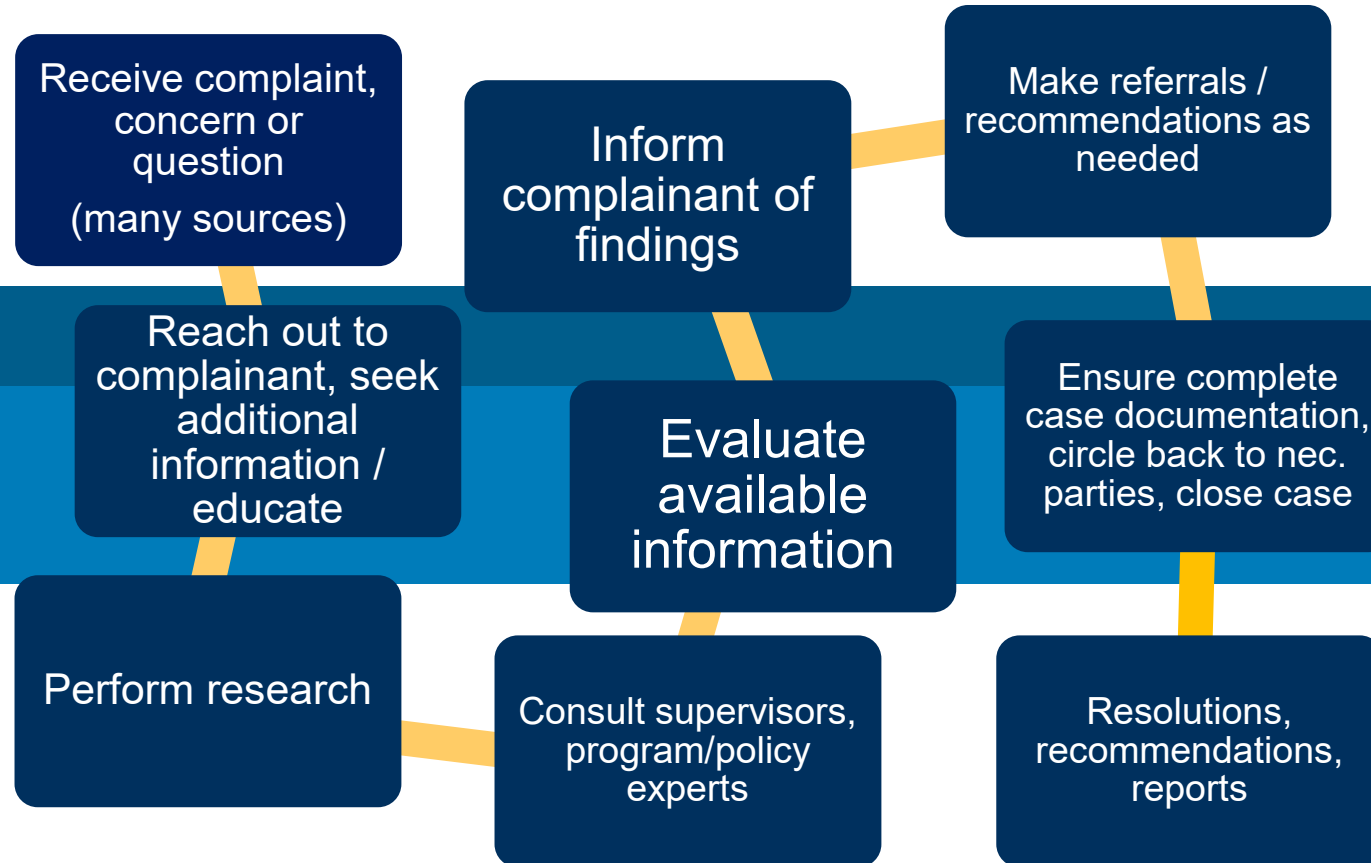 Receive complaint,
concern or
question
(many sources)
Reach out to
complainant, seek
additional
information /
educate
Perform research
Consult supervisors,
program/policy
experts
Evaluate
available
information
Inform
complainant of
findings
Make referrals /
recommendations as
needed
Ensure complete
case documentation,
circle back to nec.
parties, close case
Resolutions,
recommendations,
reports